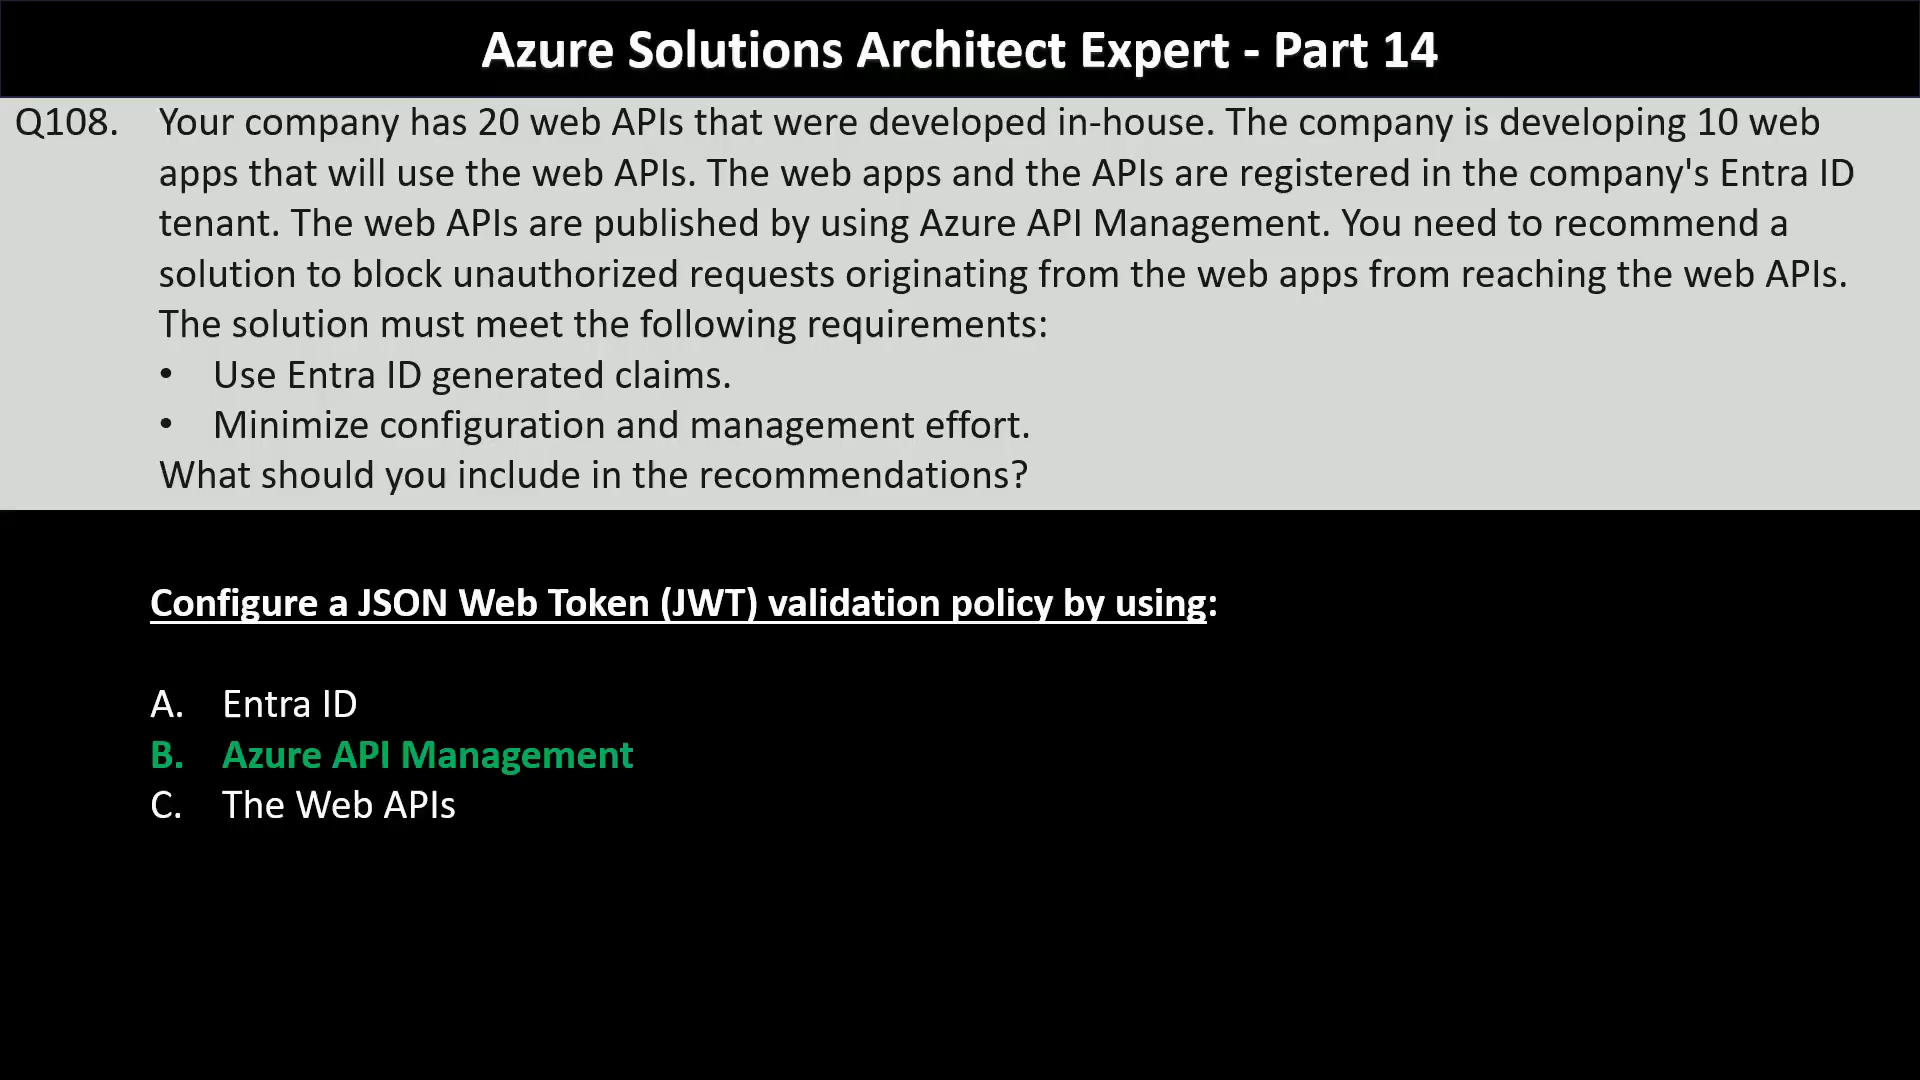 Azure Solutions Architect Expert - Part 14
Q108. Your company has 20 web APIs that were developed in-house. The company is developing 10 web
apps that will use the web APIs. The web apps and the APIs are registered in the company's Entra ID
tenant. The web APIs are published by using Azure API Management. You need to recommend a
solution to block unauthorized requests originating from the web apps from reaching the web APIs.
The solution must meet the following requirements:
• Use Entra ID generated claims.
• Minimize configuration and management effort.
What should you include in the recommendations?
Configure a JSON Web Token (JWT) validation policy by using:
A. Entra ID
B. Azure API Management
C. The Web APIs